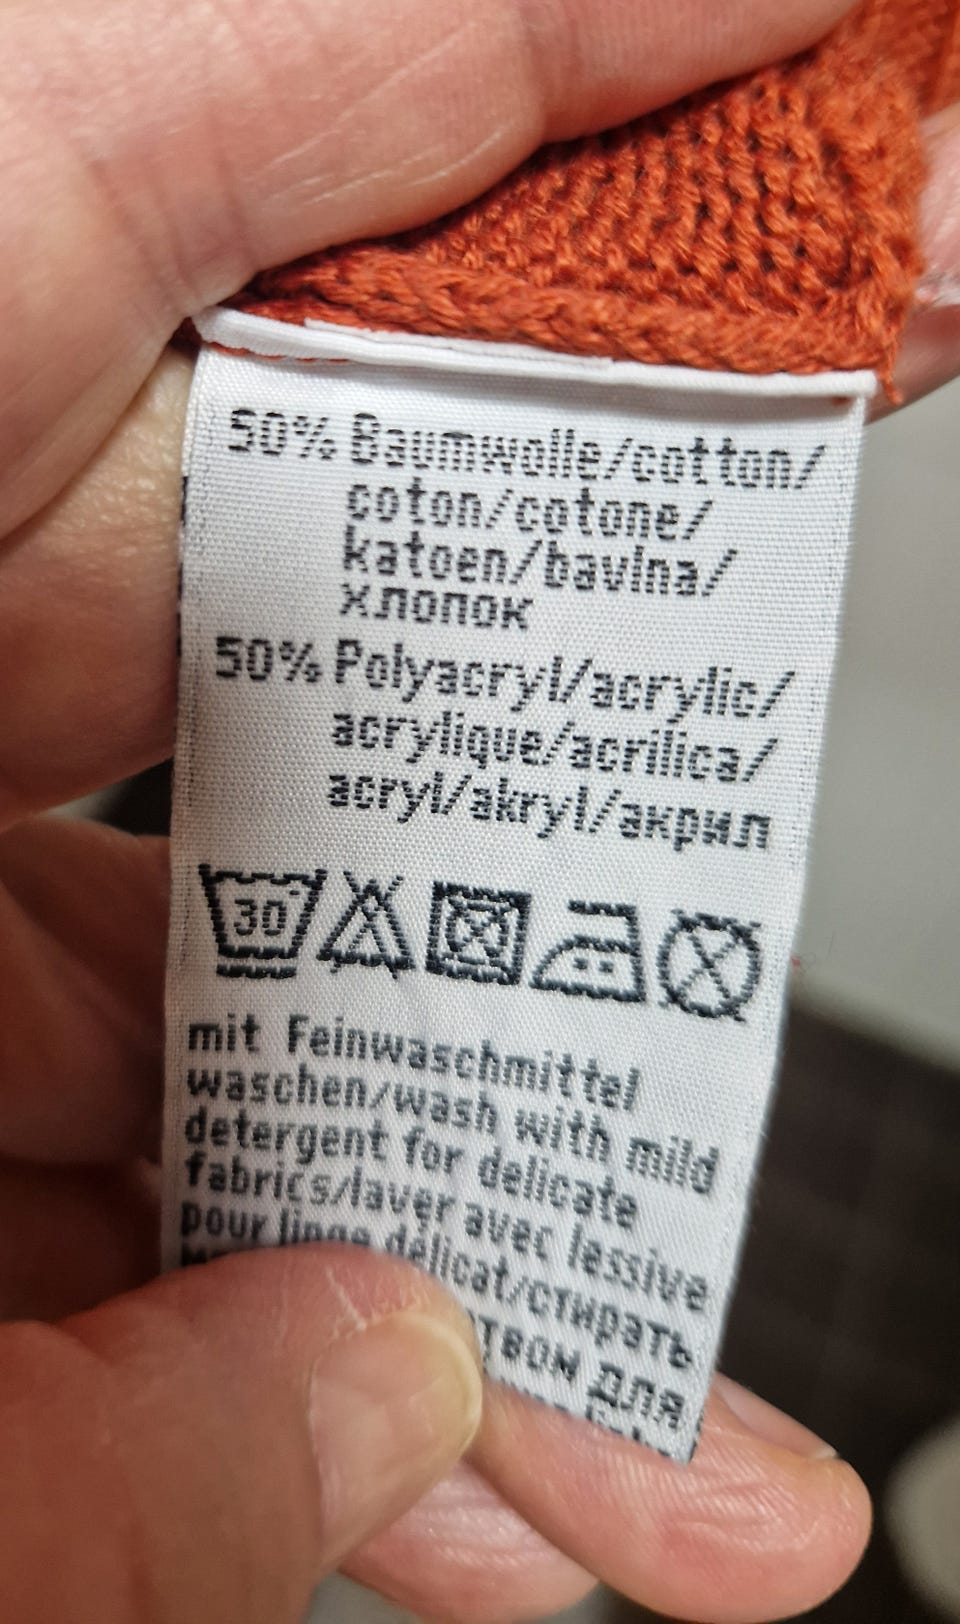 50% Baumwolle/cotton/
coton/cotone/
katoen/bavlna/
хлопок
50% Polyacryl/acrylic/
acrylique/acrilica/
acryl/akryl/акрил
30°
mit Feinwaschmittel
waschen/wash with mild
detergent for delicate
fabrics/laver avec lessive
pour linge délicat/стирать
для